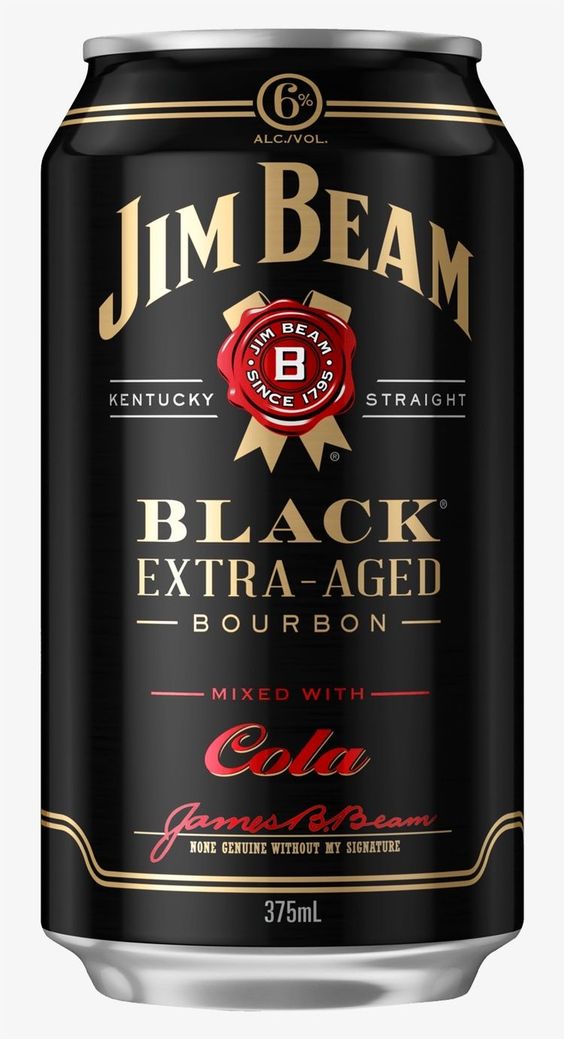 6%
ALC./VOL.
JIM BEAM
JIM BEAM
B
SINCE 1795
KENTUCKY STRAIGHT
®
BLACK®
EXTRA-AGED
BOURBON
MIXED WITH
Cola
James B. Beam
NONE GENUINE WITHOUT MY SIGNATURE
375mL